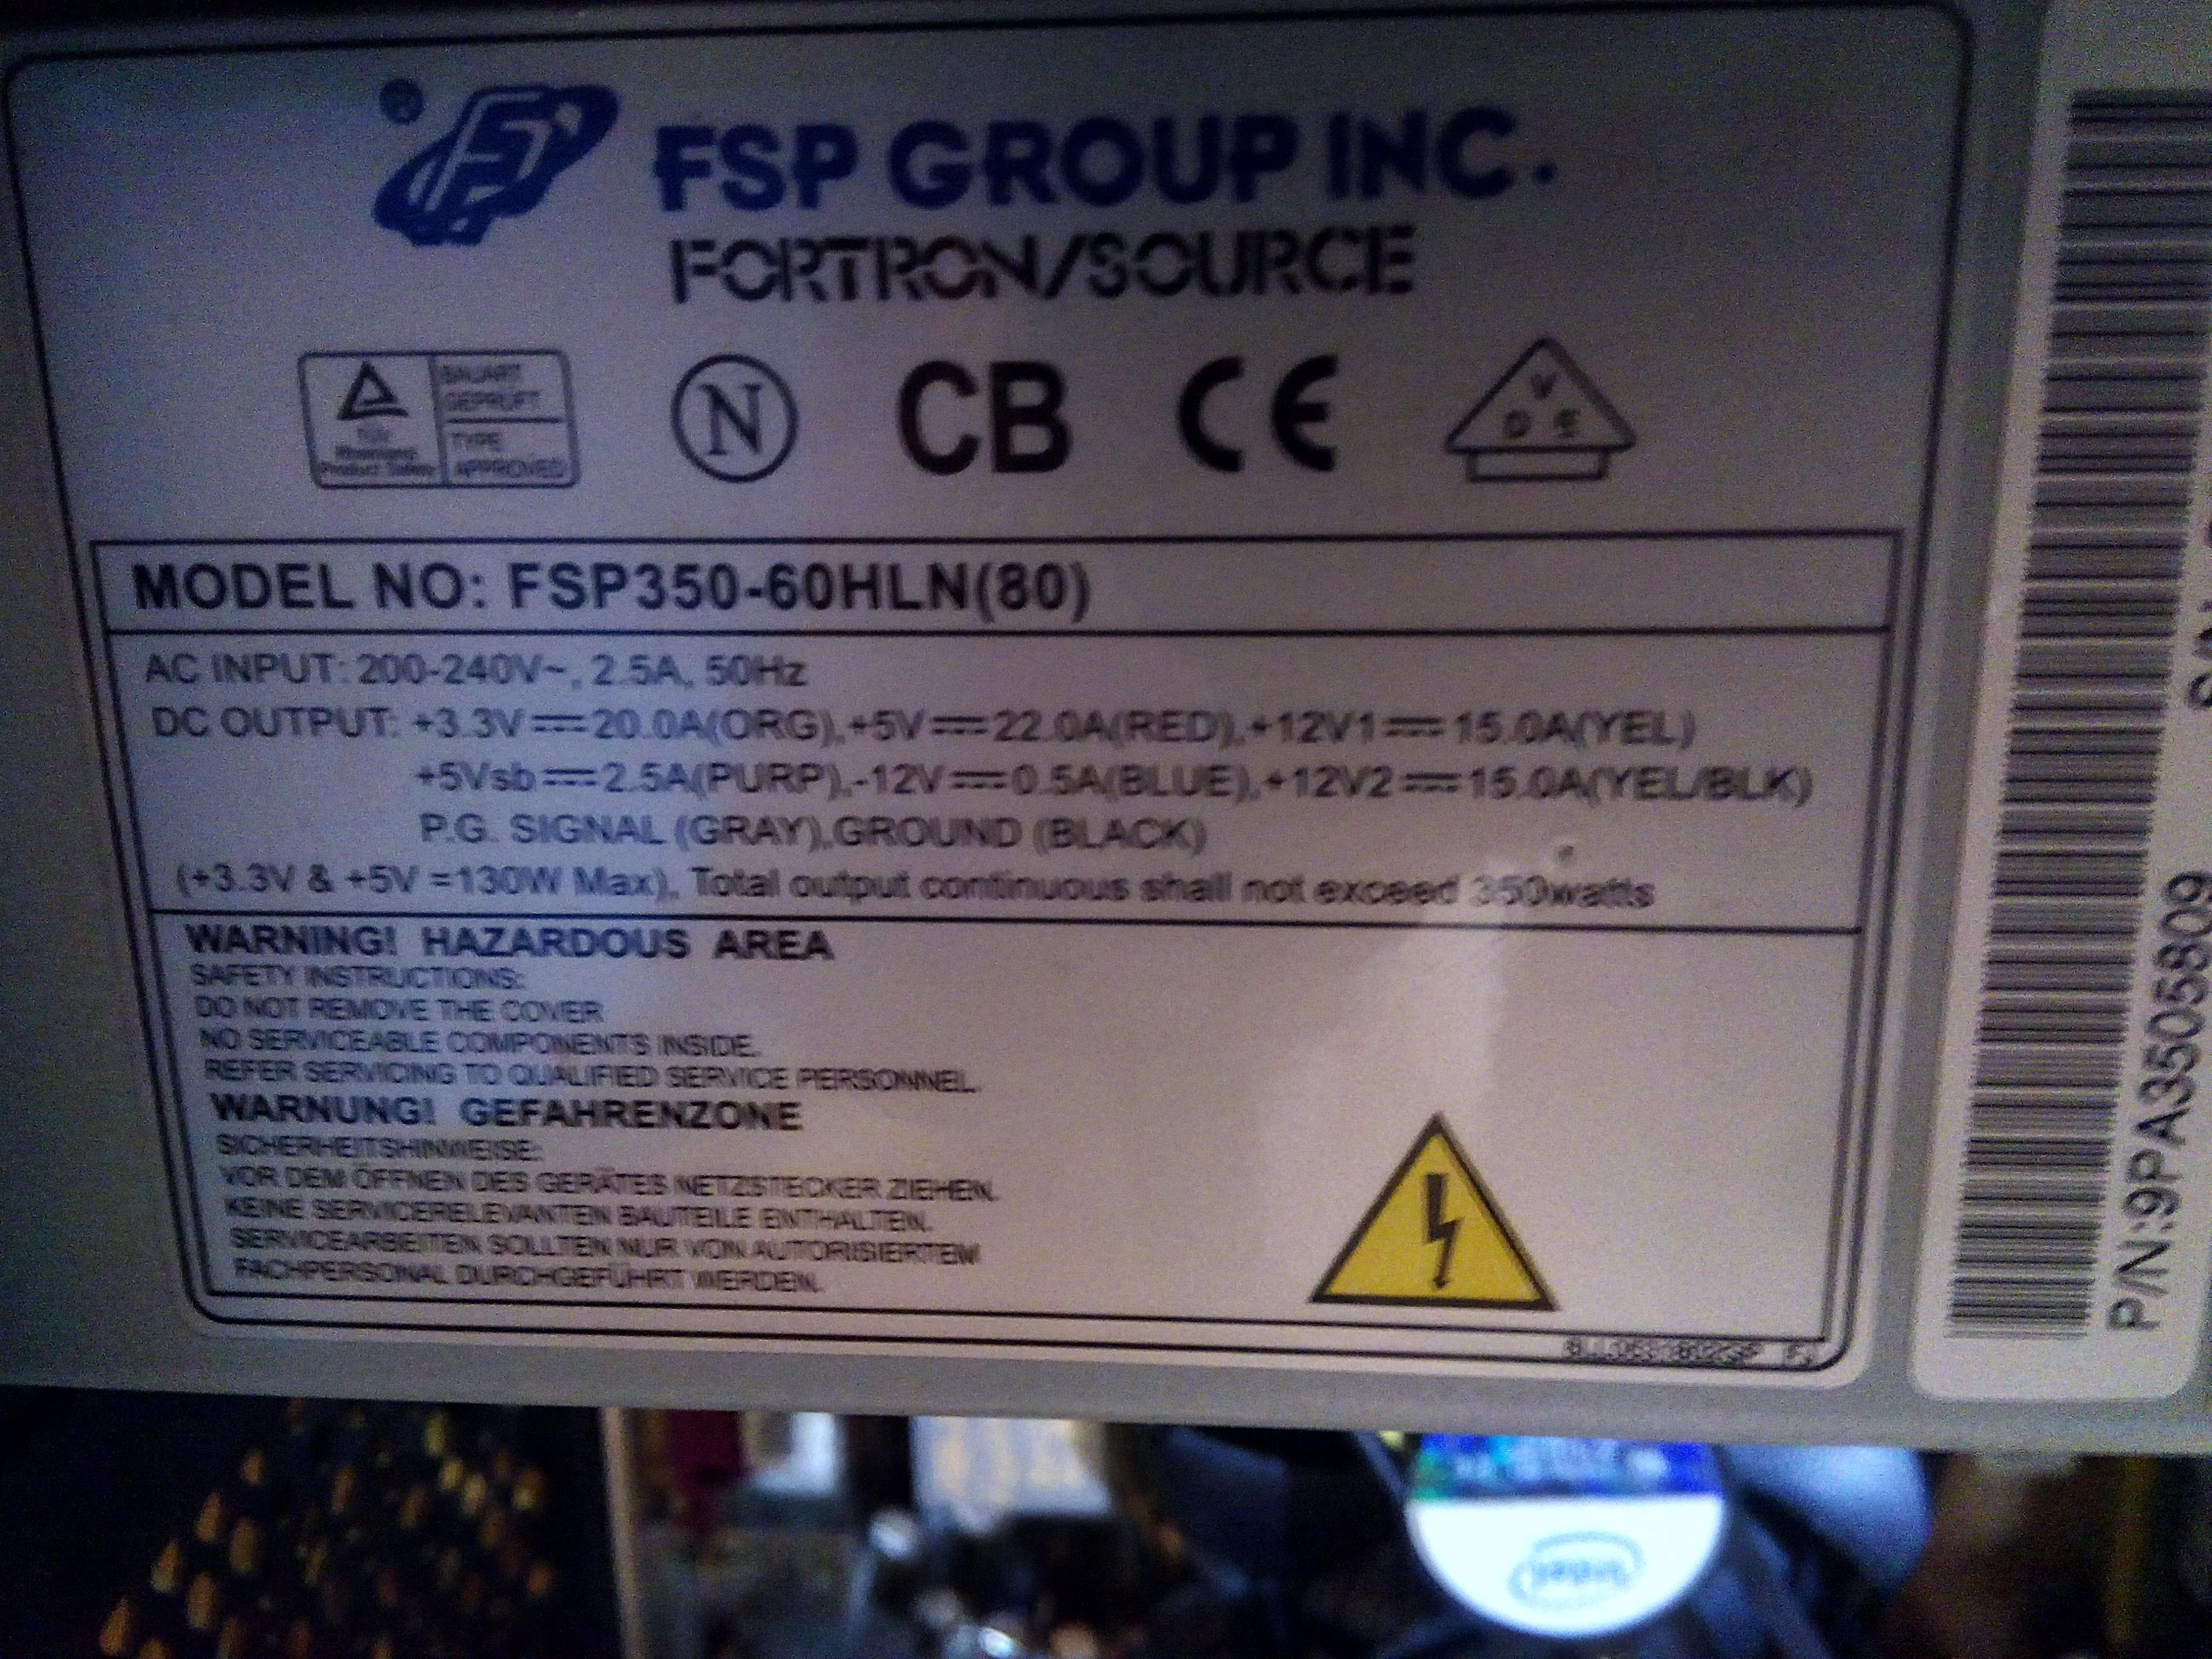 ® FSP GROUP INC.
FORTRON/SOURCE
BAUART
GEPRÜFT
TÜV
Rheinland
Product Safety
TYPE
APPROVED
N
CB
CE
V
D E
MODEL NO: FSP350-60HLN(80)
AC INPUT: 200-240V~, 2.5A, 50Hz
DC OUTPUT: +3.3V⎓20.0A(ORG),+5V⎓22.0A(RED),+12V1⎓15.0A(YEL)
+5Vsb⎓2.5A(PURP),-12V⎓0.5A(BLUE),+12V2⎓15.0A(YEL/BLK)
P.G. SIGNAL (GRAY),GROUND (BLACK)
(+3.3V & +5V =130W Max), Total output continuous shall not exceed 350watts
WARNING! HAZARDOUS AREA
SAFETY INSTRUCTIONS:
DO NOT REMOVE THE COVER
NO SERVICEABLE COMPONENTS INSIDE.
REFER SERVICING TO QUALIFIED SERVICE PERSONNEL.
WARNUNG! GEFAHRENZONE
SICHERHEITSHINWEISE:
VOR DEM ÖFFNEN DES GERÄTES NETZSTECKER ZIEHEN.
KEINE SERVICERELEVANTEN BAUTEILE ENTHALTEN.
SERVICEARBEITEN SOLLTEN NUR VON AUTORISIERTEM
FACHPERSONAL DURCHGEFÜHRT WERDEN.
P/N:9PA3505809
intel